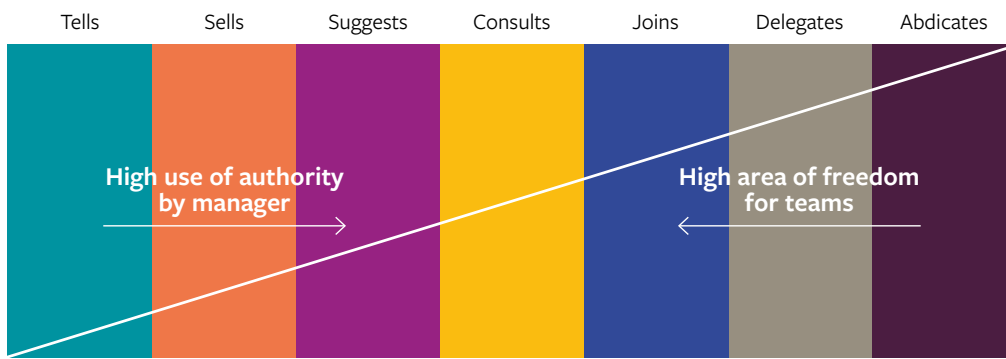 Tells Sells Suggests Consults Joins Delegates Abdicates
High use of authority
by manager
High area of freedom
for teams